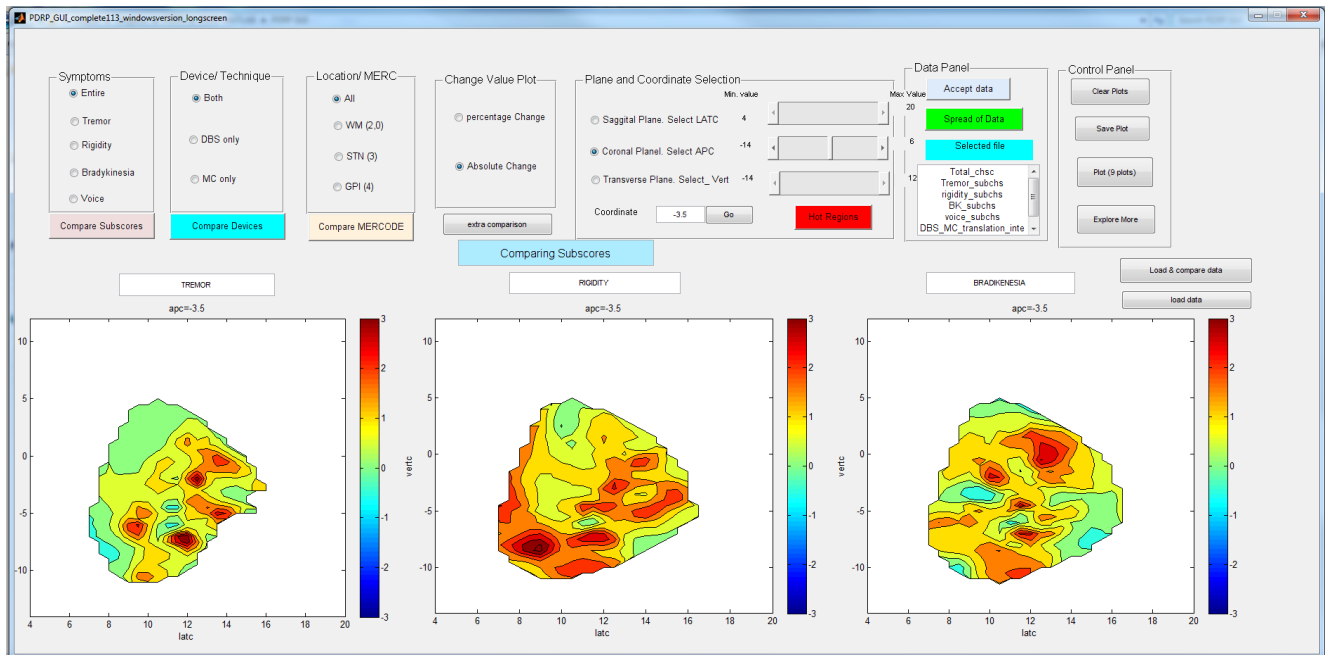 PDRP_GUI_complete113_windowsversion_longscreen
Symptoms
Entire
Tremor
Rigidity
Bradykinesia
Voice
Compare Subscores
Device/ Technique
Both
DBS only
MC only
Compare Devices
Location/ MERC
All
WM (2,0)
STN (3)
GPI (4)
Compare MERCODE
Change Value Plot
percentage Change
Absolute Change
extra comparison
Plane and Coordinate Selection
Min. value
Max Value
Saggital Plane. Select LATC 4 20
Coronal Planel. Select APC -14 6
Transverse Plane. Select_ Vert -14 12
Coordinate -3.5 Go
Hot Regions
Data Panel
Accept data
Spread of Data
Selected file
Total_chsc
Tremor_subchs
rigidity_subchs
BK_subchs
voice_subchs
DBS_MC_translation_inte
Control Panel
Clear Plots
Save Plot
Plot (9 plots)
Explore More
Comparing Subscores
Load & compare data
load data
TREMOR
apc=-3.5
10
5
0
-5
-10
4 6 8 10 12 14 16 18 20
latc
3
2
1
0
-1
-2
-3
RIGIDITY
apc=-3.5
vertc
10
5
0
-5
-10
4 6 8 10 12 14 16 18 20
latc
3
2
1
0
-1
-2
-3
BRADIKENESIA
apc=-3.5
vertc
10
5
0
-5
-10
4 6 8 10 12 14 16 18 20
latc
3
2
1
0
-1
-2
-3